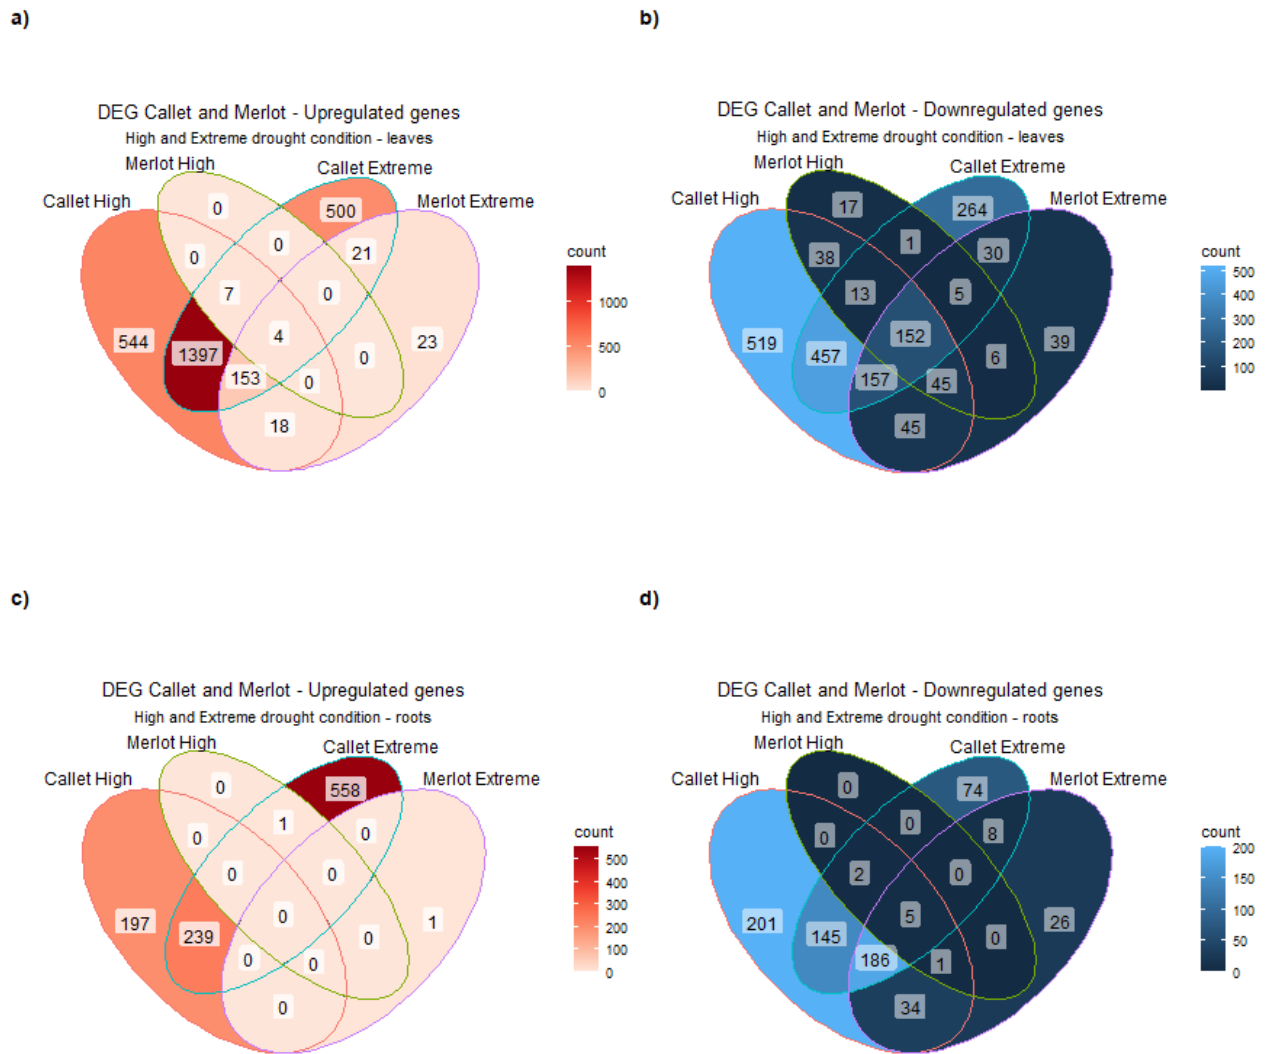 a)
DEG Callet and Merlot - Upregulated genes
High and Extreme drought condition - leaves
Merlot High
Callet Extreme
Callet High
Merlot Extreme
0
500
0
0
21
7
0
544
1397
4
0
23
153
0
18
count
1000
500
0
b)
DEG Callet and Merlot - Downregulated genes
High and Extreme drought condition - leaves
Merlot High
Callet Extreme
Callet High
Merlot Extreme
17
264
38
1
30
13
5
519
457
152
6
39
157
45
45
count
500
400
300
200
100
c)
DEG Callet and Merlot - Upregulated genes
High and Extreme drought condition - roots
Merlot High
Callet Extreme
Callet High
Merlot Extreme
0
558
0
1
0
0
0
197
239
0
0
1
0
0
0
count
500
400
300
200
100
0
d)
DEG Callet and Merlot - Downregulated genes
High and Extreme drought condition - roots
Merlot High
Callet Extreme
Callet High
Merlot Extreme
0
74
0
0
8
2
0
201
145
5
0
26
186
1
34
count
200
150
100
50
0